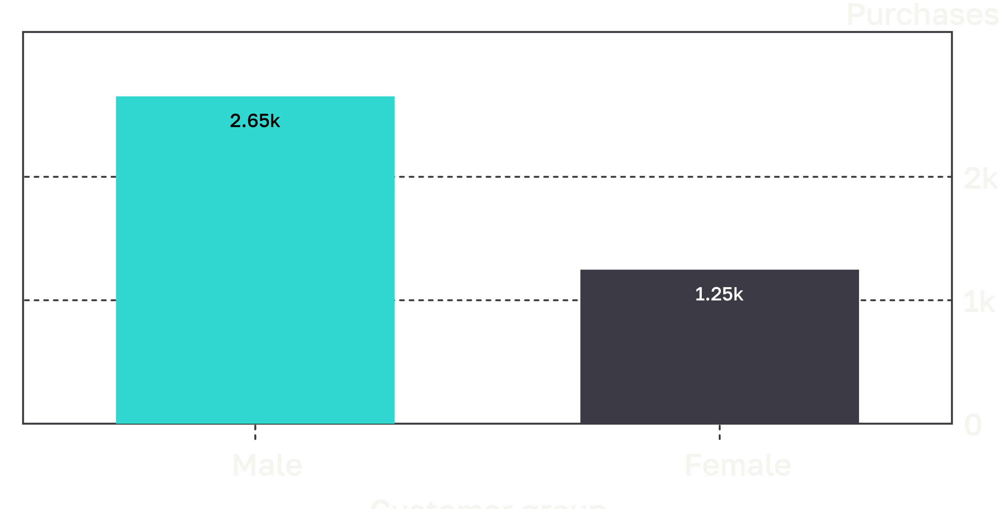 Purchases
2.65k
2k
1.25k
1k
0
Male Female
Customer group